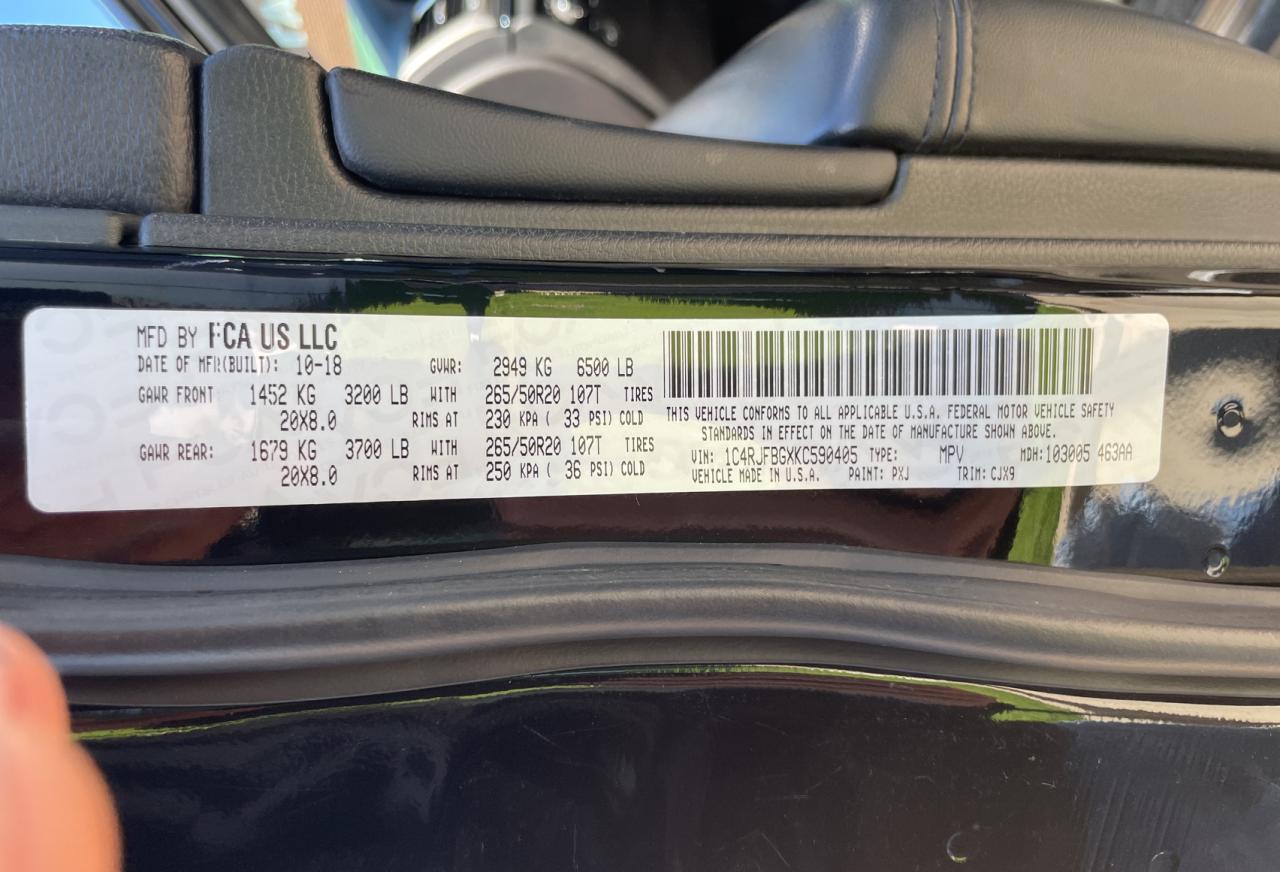 MFD BY FCA US LLC
DATE OF MFR(BUILT): 10-18 GVWR: 2949 KG 6500 LB
GAWR FRONT 1452 KG 3200 LB WITH 265/50R20 107T TIRES
20X8.0 RIMS AT 230 KPA ( 33 PSI) COLD
GAWR REAR: 1679 KG 3700 LB WITH 265/50R20 107T TIRES
20X8.0 RIMS AT 250 KPA ( 36 PSI) COLD
THIS VEHICLE CONFORMS TO ALL APPLICABLE U.S.A. FEDERAL MOTOR VEHICLE SAFETY
STANDARDS IN EFFECT ON THE DATE OF MANUFACTURE SHOWN ABOVE.
VIN: 1C4RJFBGXKC590405 TYPE: MPV MDH:103005 463AA
VEHICLE MADE IN U.S.A. PAINT: PXJ TRIM: CJX9